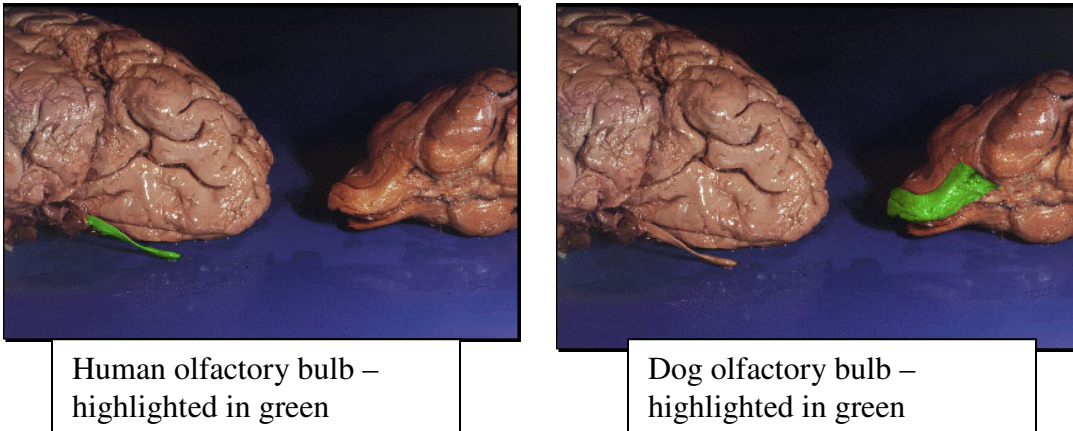 Human olfactory bulb –
highlighted in green
Dog olfactory bulb –
highlighted in green